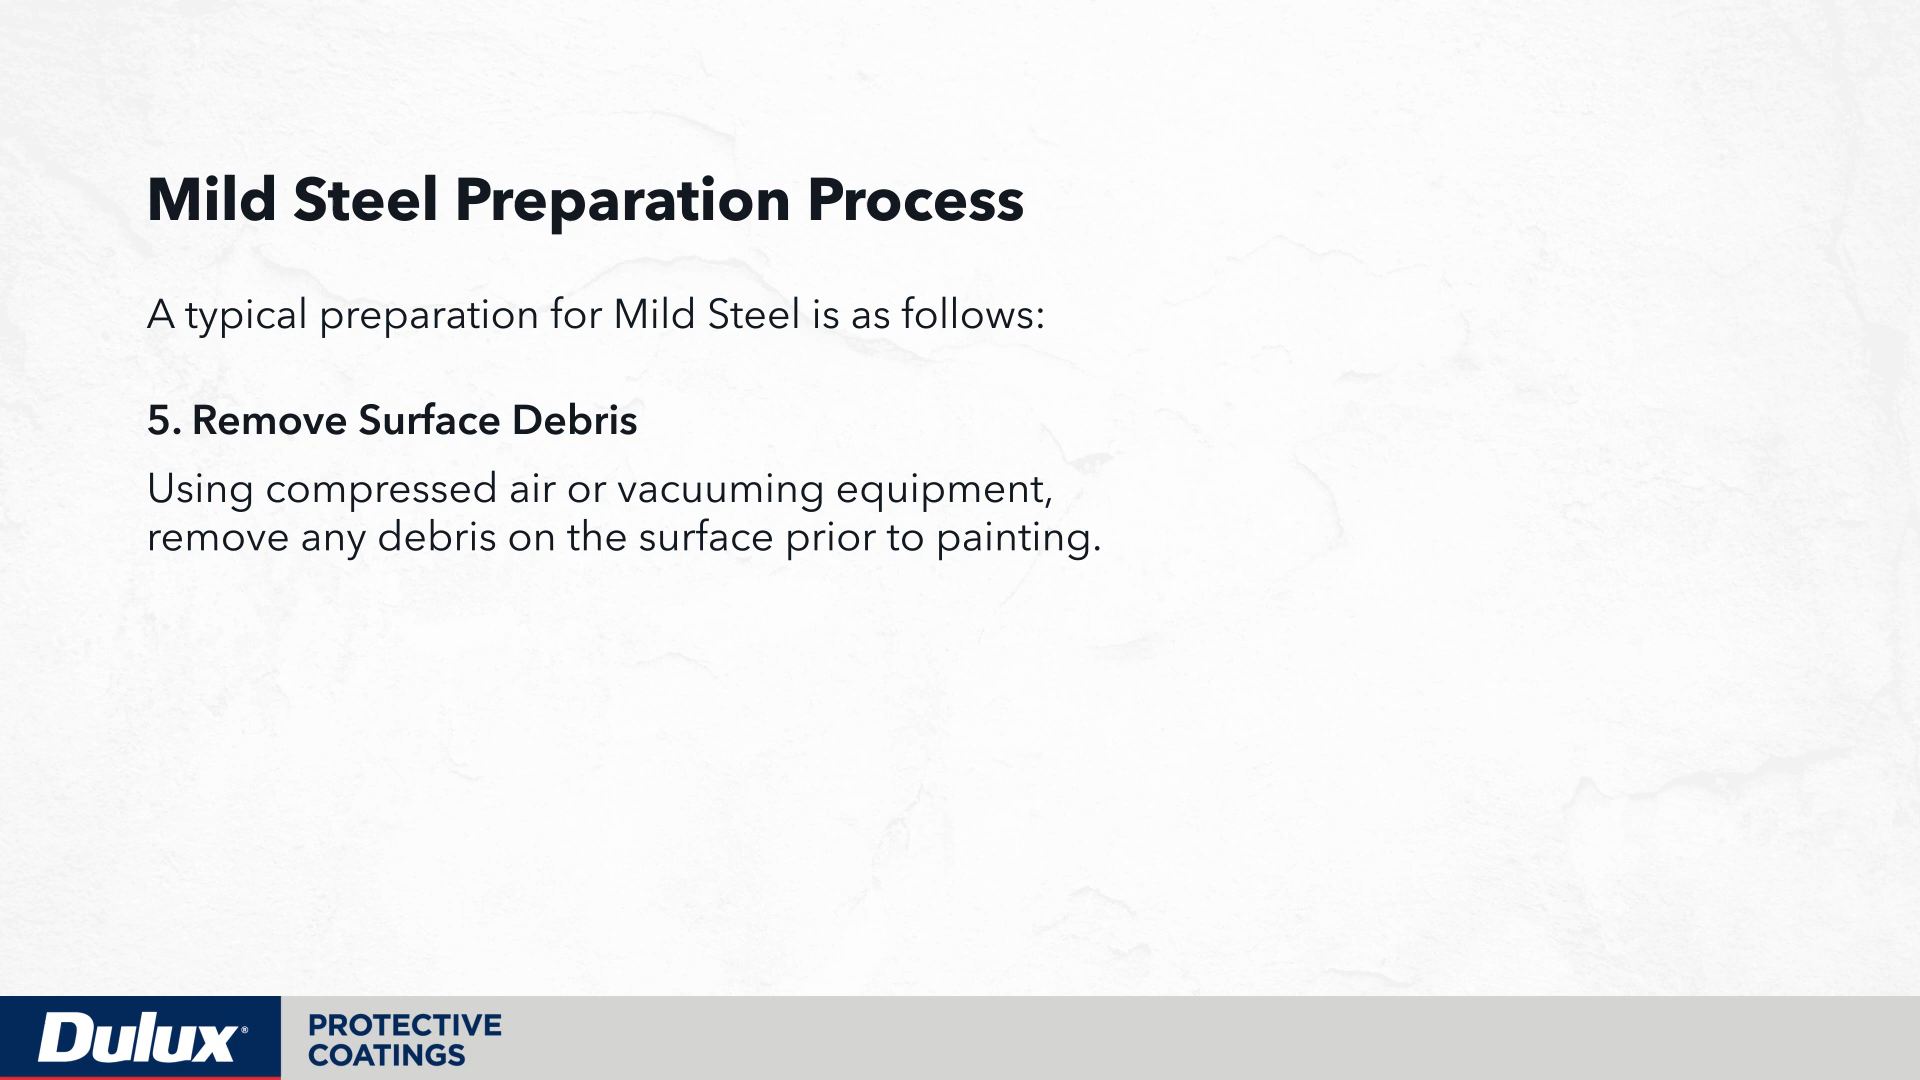 Mild Steel Preparation Process
A typical preparation for Mild Steel is as follows:
5. Remove Surface Debris
Using compressed air or vacuuming equipment,
remove any debris on the surface prior to painting.
Dulux®
PROTECTIVE
COATINGS